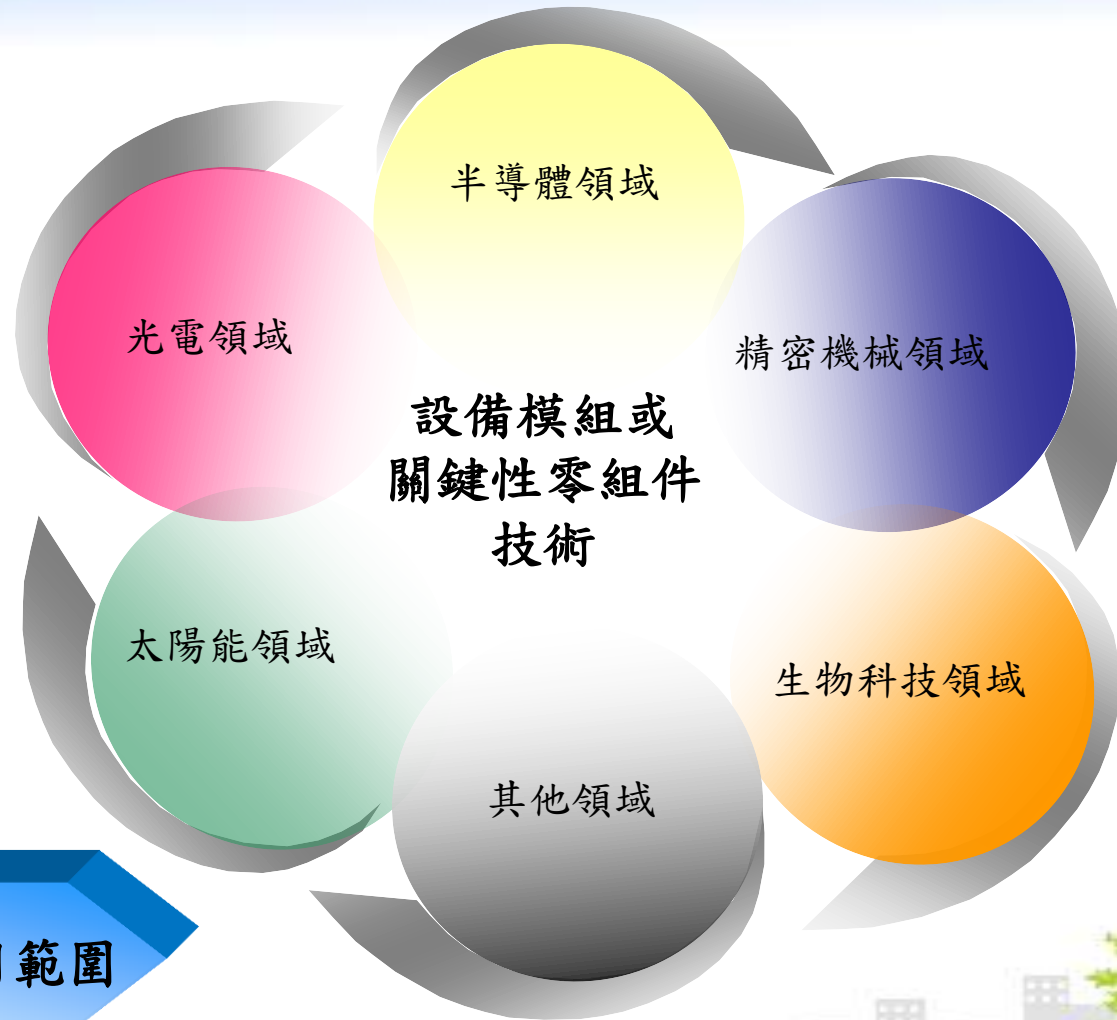 半導體領域
光電領域
精密機械領域
設備模組或
關鍵性零組件
技術
太陽能領域
生物科技領域
其他領域
範圍